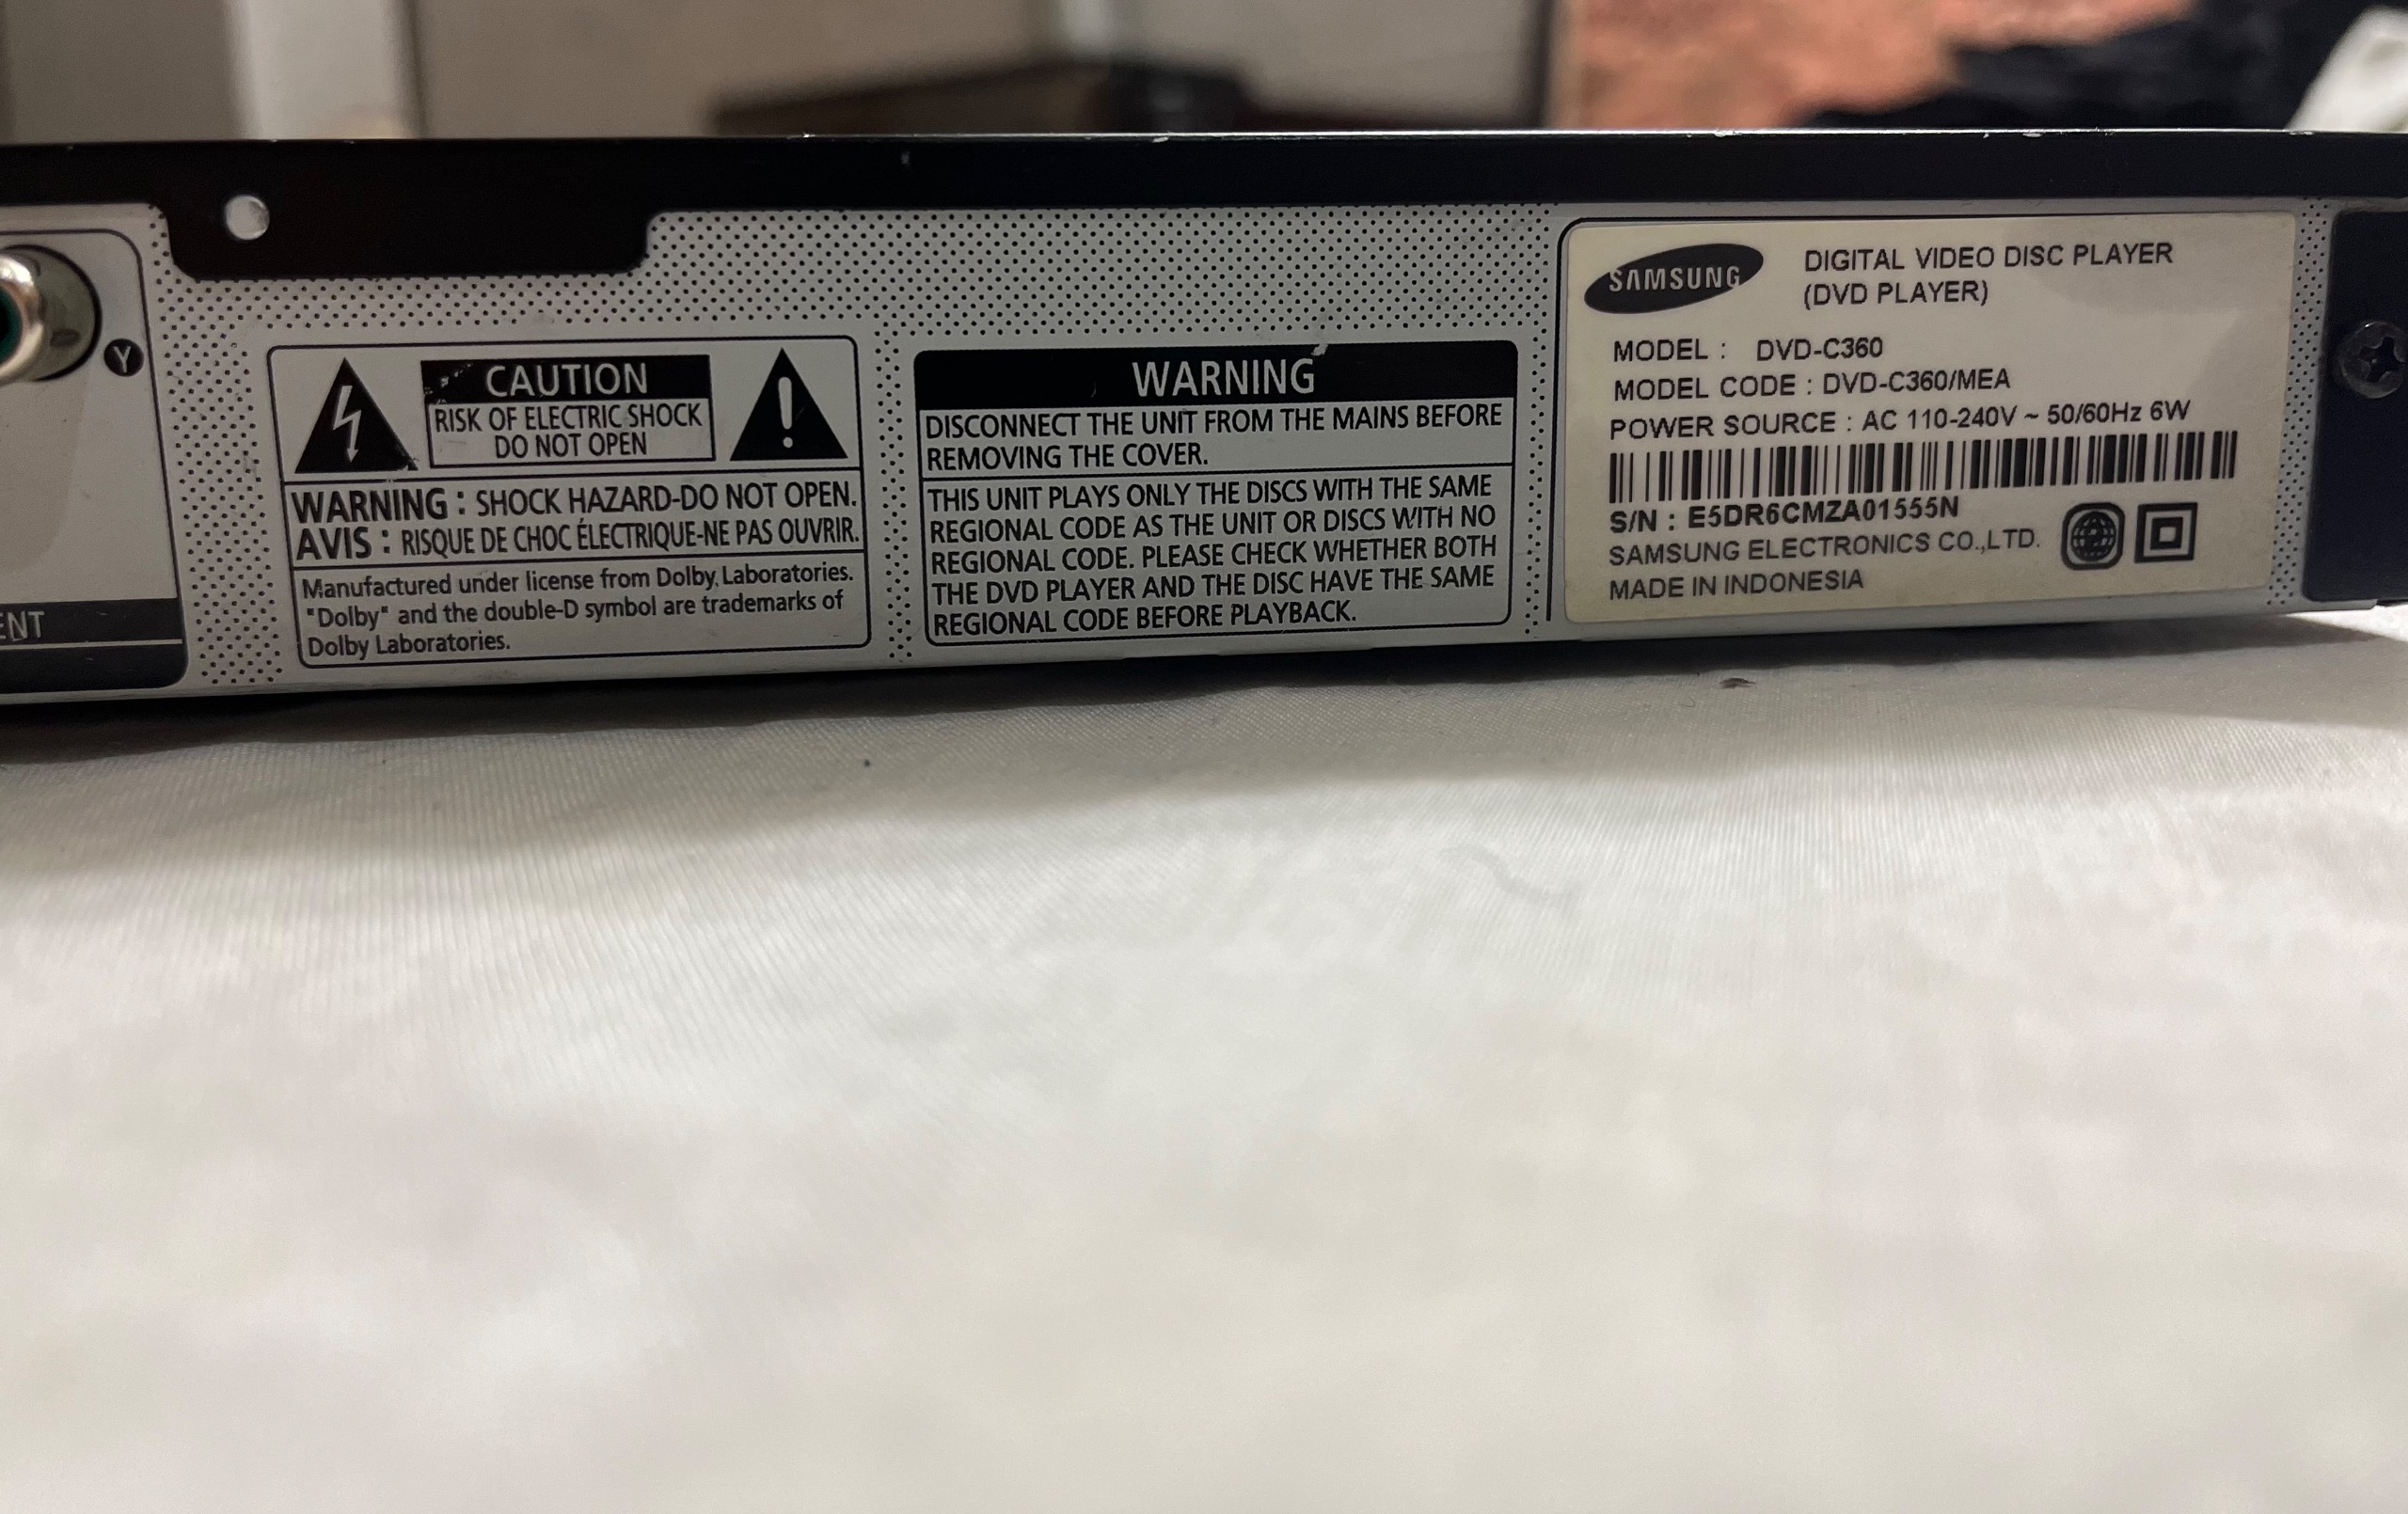 Y
ENT
CAUTION
RISK OF ELECTRIC SHOCK
DO NOT OPEN
WARNING : SHOCK HAZARD-DO NOT OPEN.
AVIS : RISQUE DE CHOC ÉLECTRIQUE-NE PAS OUVRIR.
Manufactured under license from Dolby Laboratories.
"Dolby" and the double-D symbol are trademarks of
Dolby Laboratories.
WARNING
DISCONNECT THE UNIT FROM THE MAINS BEFORE
REMOVING THE COVER.
THIS UNIT PLAYS ONLY THE DISCS WITH THE SAME
REGIONAL CODE AS THE UNIT OR DISCS WITH NO
REGIONAL CODE. PLEASE CHECK WHETHER BOTH
THE DVD PLAYER AND THE DISC HAVE THE SAME
REGIONAL CODE BEFORE PLAYBACK.
SAMSUNG
DIGITAL VIDEO DISC PLAYER
(DVD PLAYER)
MODEL : DVD-C360
MODEL CODE : DVD-C360/MEA
POWER SOURCE : AC 110-240V ~ 50/60Hz 6W
S/N : E5DR6CMZA01555N
SAMSUNG ELECTRONICS CO.,LTD.
MADE IN INDONESIA